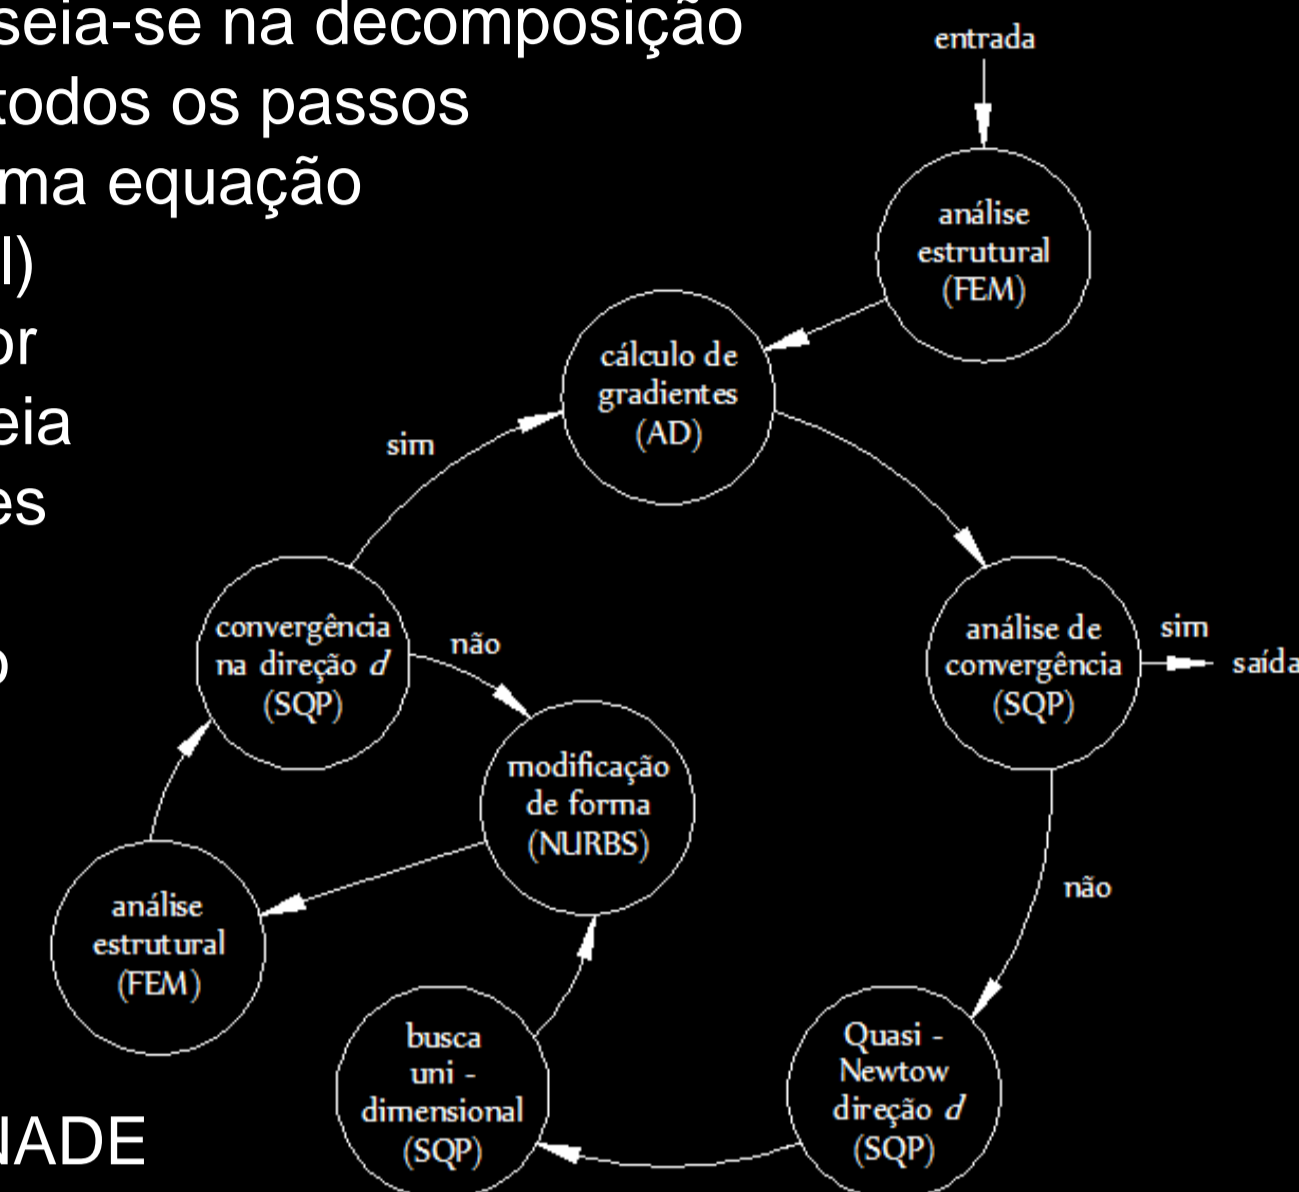 seia-se na decomposição
todos os passos
ma equação
l)
or
eia
es
o
NADE
entrada
análise
estrutural
(FEM)
cálculo de
gradientes
(AD)
sim
convergência
na direção d
(SQP)
não
análise de
convergência
(SQP)
sim
saída
modificação
de forma
(NURBS)
não
análise
estrutural
(FEM)
busca
uni -
dimensional
(SQP)
Quasi -
Newtow
direção d
(SQP)